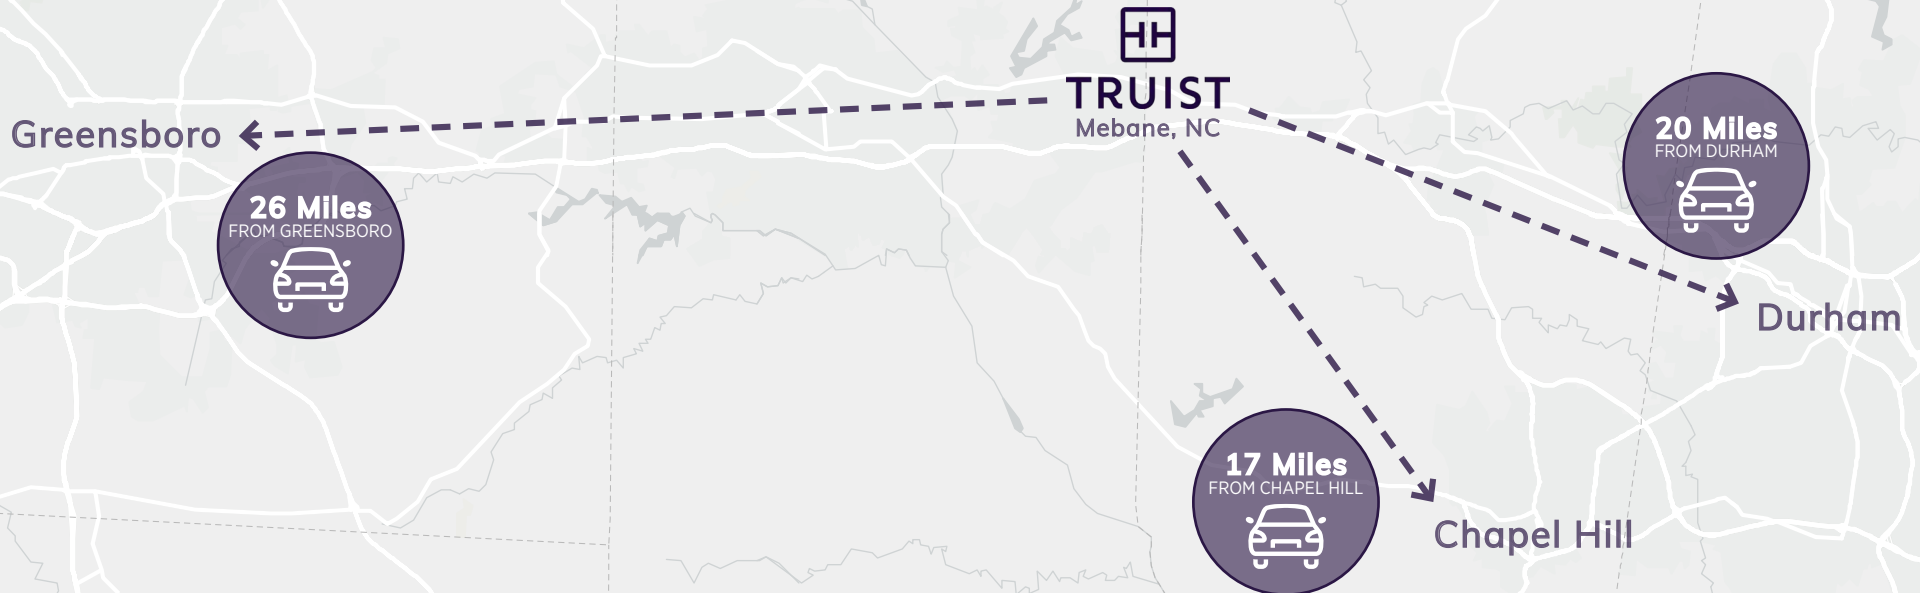 TRUIST
Mebane, NC
Greensboro
26 Miles
FROM GREENSBORO
20 Miles
FROM DURHAM
Durham
17 Miles
FROM CHAPEL HILL
Chapel Hill